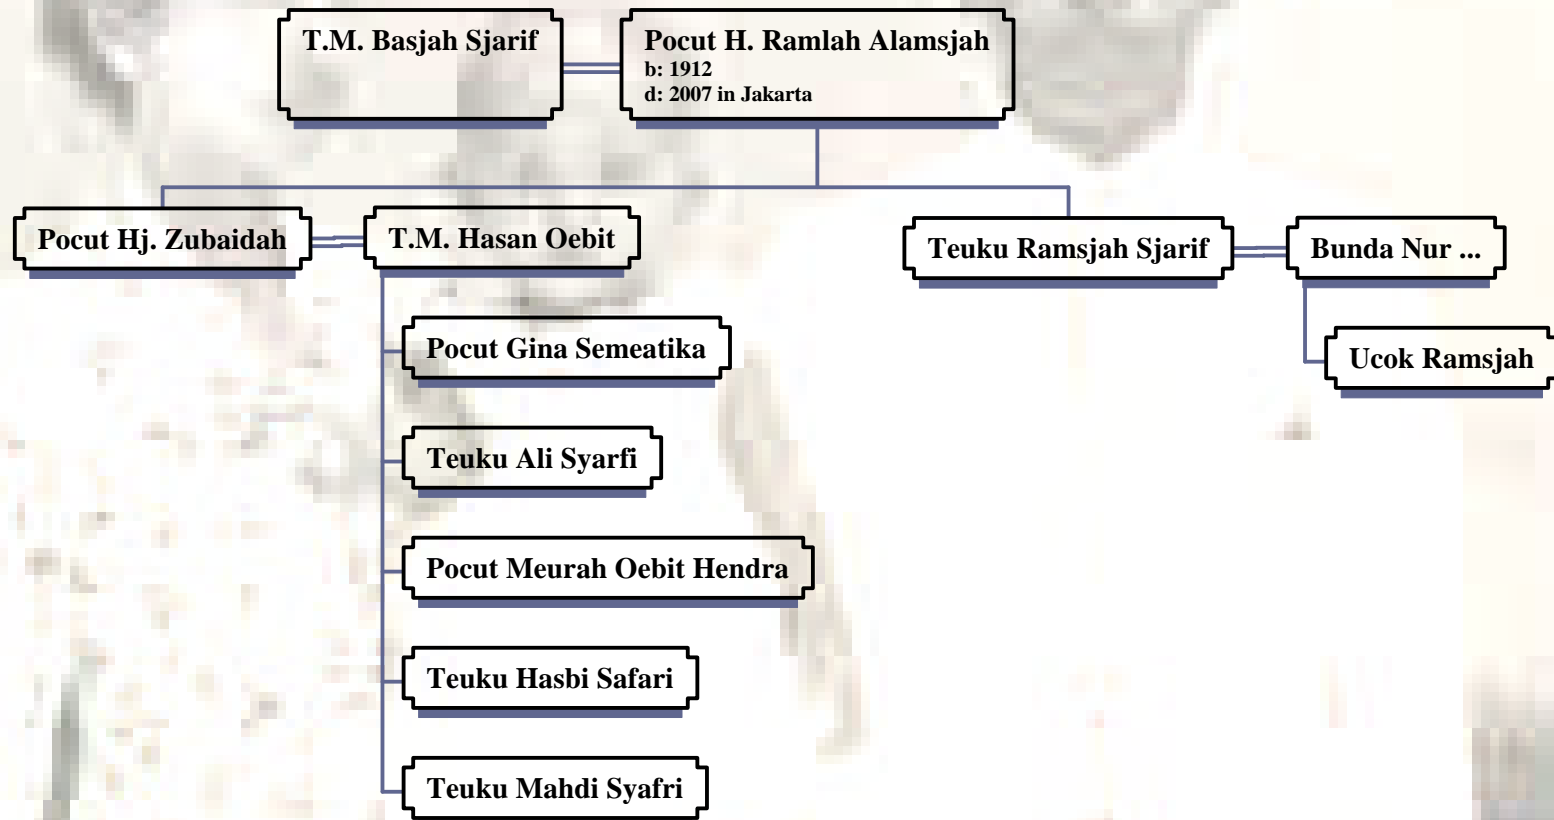 T.M. Basjah Sjarif
Pocut H. Ramlah Alamsjah
b: 1912
d: 2007 in Jakarta
Pocut Hj. Zubaidah
T.M. Hasan Oebit
Teuku Ramsjah Sjarif
Bunda Nur ...
Pocut Gina Semeatika
Ucok Ramsjah
Teuku Ali Syarfi
Pocut Meurah Oebit Hendra
Teuku Hasbi Safari
Teuku Mahdi Syafri